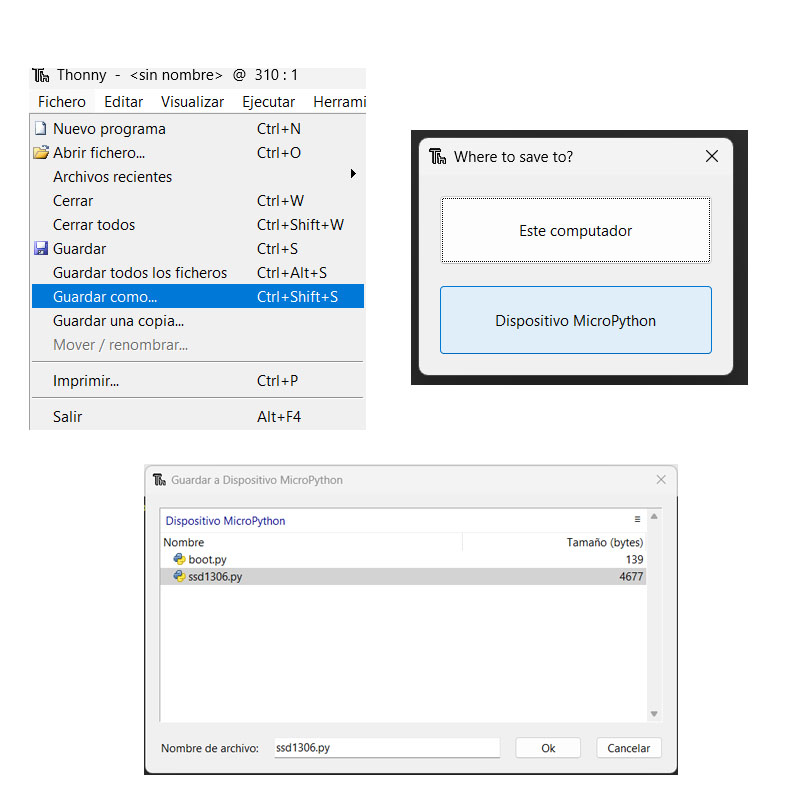 Thonny - <sin nombre> @ 310 : 1
Fichero Editar Visualizar Ejecutar Herrami
Nuevo programa Ctrl+N
Abrir fichero... Ctrl+O
Archivos recientes
Cerrar Ctrl+W
Cerrar todos Ctrl+Shift+W
Guardar Ctrl+S
Guardar todos los ficheros Ctrl+Alt+S
Guardar como... Ctrl+Shift+S
Guardar una copia...
Mover / renombrar...
Imprimir... Ctrl+P
Salir Alt+F4
Where to save to?
Este computador
Dispositivo MicroPython
Guardar a Dispositivo MicroPython
Dispositivo MicroPython
Nombre Tamaño (bytes)
boot.py 139
ssd1306.py 4677
Nombre de archivo: ssd1306.py Ok Cancelar